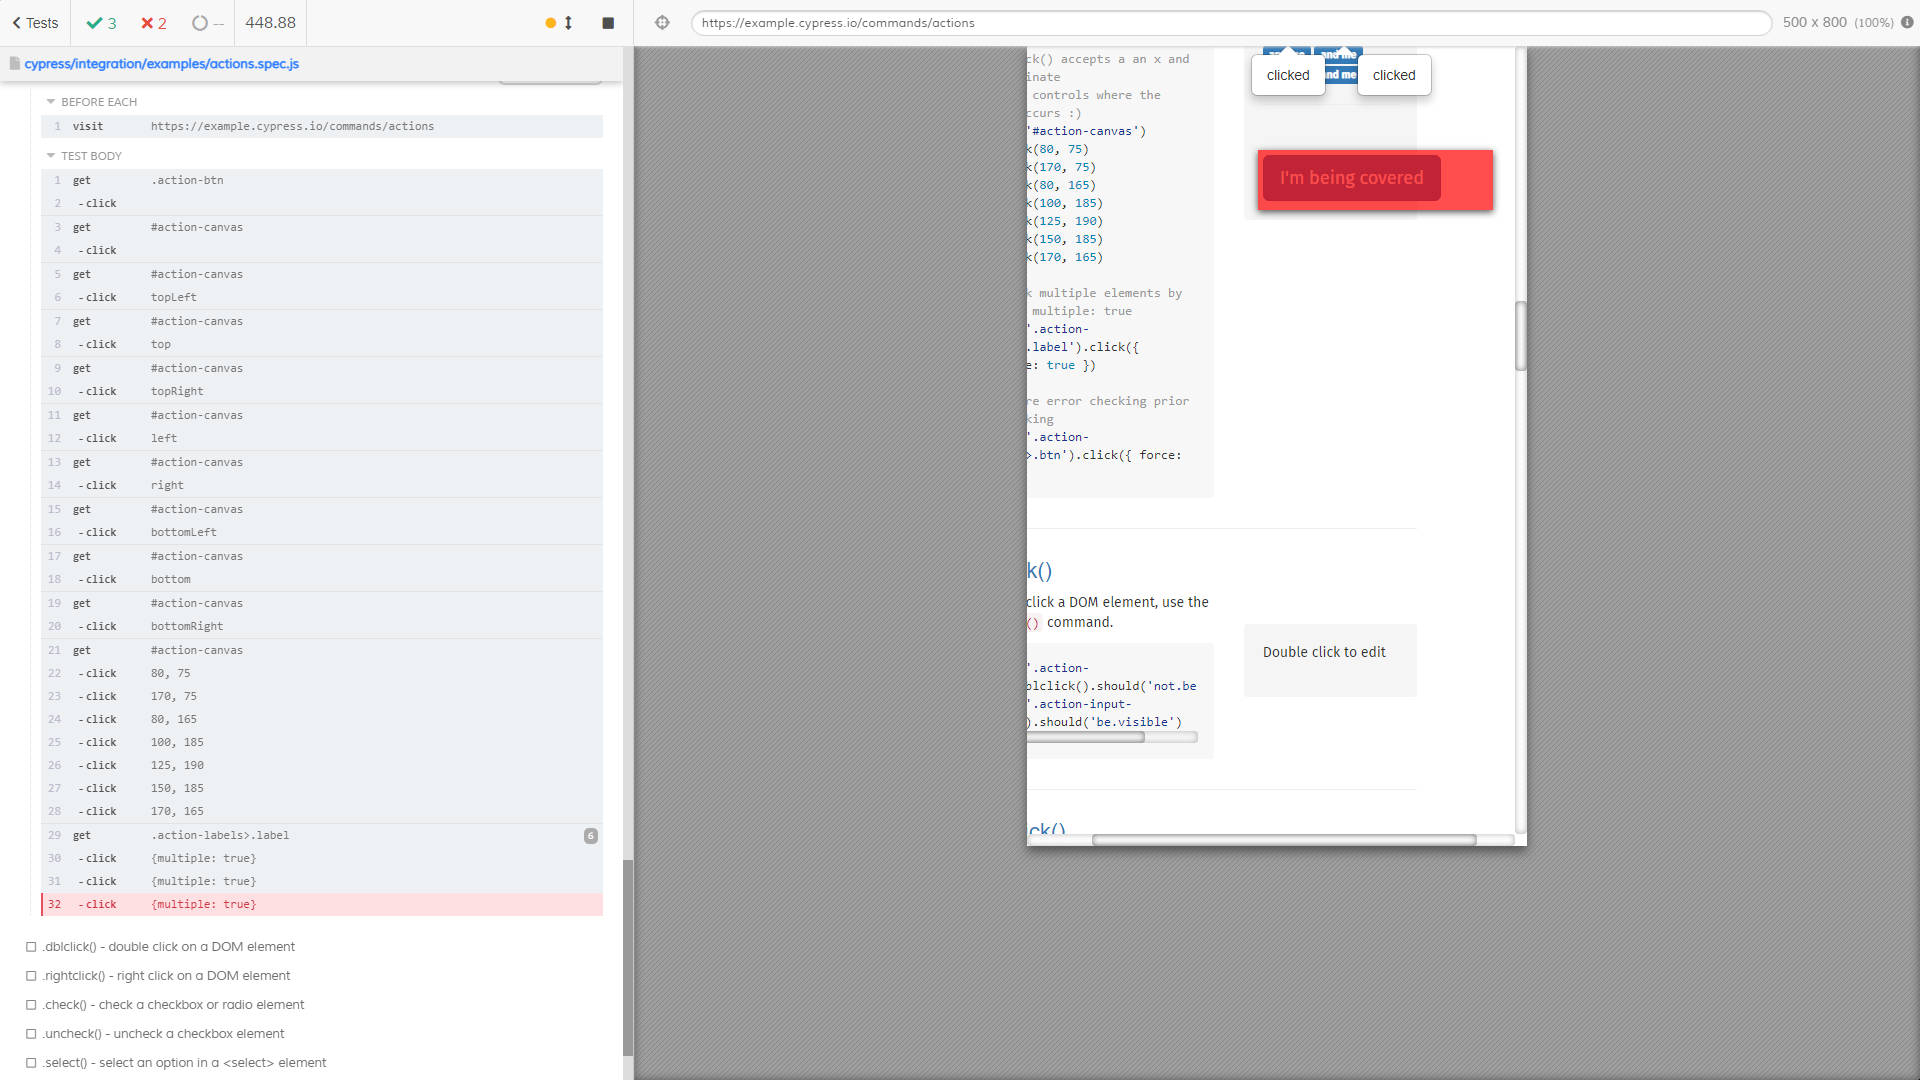 Tests
3
2
--
448.88
https://example.cypress.io/commands/actions
500 x 800 (100%)
cypress/integration/examples/actions.spec.js
BEFORE EACH
1 visit https://example.cypress.io/commands/actions
TEST BODY
1 get .action-btn
2 -click
3 get #action-canvas
4 -click
5 get #action-canvas
6 -click topLeft
7 get #action-canvas
8 -click top
9 get #action-canvas
10 -click topRight
11 get #action-canvas
12 -click left
13 get #action-canvas
14 -click right
15 get #action-canvas
16 -click bottomLeft
17 get #action-canvas
18 -click bottom
19 get #action-canvas
20 -click bottomRight
21 get #action-canvas
22 -click 80, 75
23 -click 170, 75
24 -click 80, 165
25 -click 100, 185
26 -click 125, 190
27 -click 150, 185
28 -click 170, 165
29 get .action-labels>.label 6
30 -click {multiple: true}
31 -click {multiple: true}
32 -click {multiple: true}
.dblclick() - double click on a DOM element
.rightclick() - right click on a DOM element
.check() - check a checkbox or radio element
.uncheck() - uncheck a checkbox element
.select() - select an option in a <select> element
ck() accepts a an x and
inate
controls where the
ccurs :)
'#action-canvas')
k(80, 75)
k(170, 75)
k(80, 165)
k(100, 185)
k(125, 190)
k(150, 185)
k(170, 165)
k multiple elements by
multiple: true
'.action-
.label').click({
e: true })
re error checking prior
king
'.action-
>.btn').click({ force:
and me
clicked
nd me
clicked
I'm being covered
k()
click a DOM element, use the
() command.
'.action-
blclick().should('not.be
'.action-input-
).should('be.visible')
Double click to edit
ck()